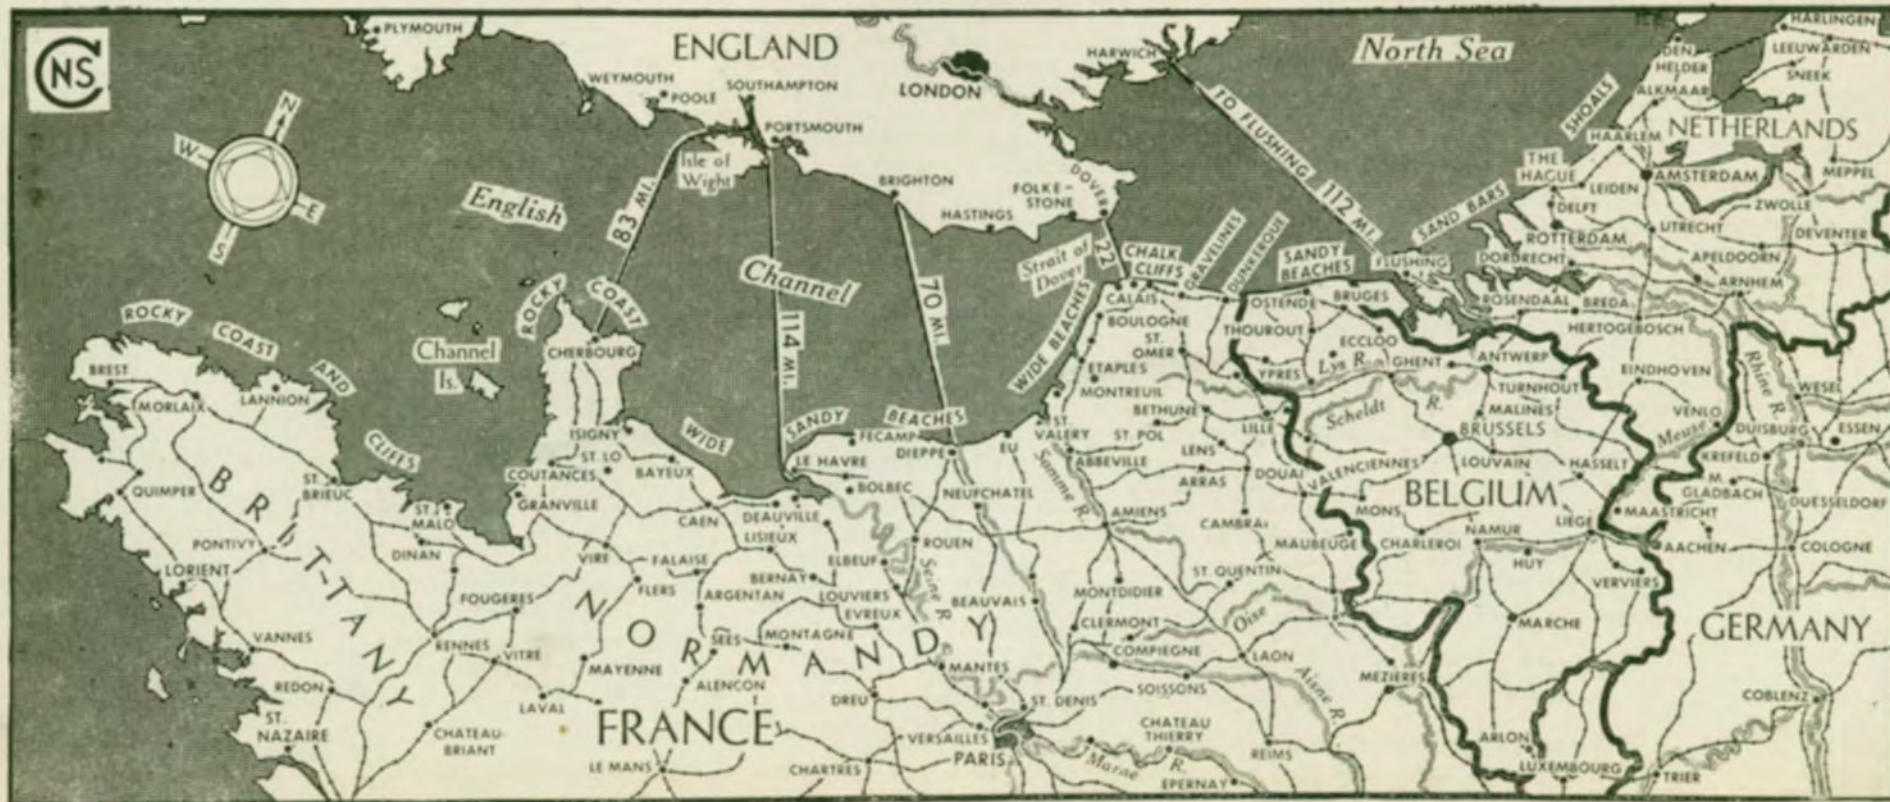 CNS
N
W
E
S
PLYMOUTH
ENGLAND
WEYMOUTH
POOLE
SOUTHAMPTON
PORTSMOUTH
Isle of
Wight
LONDON
HARWICH
North Sea
BRIGHTON
HASTINGS
FOLKE-
STONE
DOVER
English
Channel
Strait of
Dover
83 MI.
114 MI.
70 MI.
22
TO FLUSHING 112 MI.
SHOALS
SAND BARS
SANDY
BEACHES
CHALK
CLIFFS
GRAVELINES
DUNKERQUE
WIDE BEACHES
HARLINGEN
DEN
HELDER
LEEUWARDEN
SNEEK
ALKMAAR
HAARLEM
NETHERLANDS
THE
HAGUE
LEIDEN
AMSTERDAM
MEPPEL
DELFT
ZWOLLE
UTRECHT
DEVENTER
ROTTERDAM
DORDRECHT
APELDOORN
ARNHEM
FLUSHING
ROSENDAAL
BREDA
HERTOGEBOSCH
EINDHOVEN
VENLO
Meuse
Rhine R.
WESEL
DUISBURG
ESSEN
KREFELD
M.
GLADBACH
DUESSELDORF
MAASTRICHT
AACHEN
COLOGNE
GERMANY
COBLENZ
TRIER
OSTENDE
BRUGES
THOUROUT
ECCLOO
Lys R.
GHENT
ANTWERP
YPRES
TURNHOUT
Scheldt
R.
MALINES
BRUSSELS
LOUVAIN
HASSELT
BELGIUM
MONS
NAMUR
LIEGE
CHARLEROI
HUY
VERVIERS
MARCHE
ARLON
LUXEMBOURG
CALAIS
BOULOGNE
ST.
OMER
ETAPLES
MONTREUIL
BETHUNE
LILLE
ST.
VALERY
ST. POL
LENS
DOUAI
VALENCIENNES
ABBEVILLE
ARRAS
Somme R.
AMIENS
CAMBRAI
MAUBEUGE
ST. QUENTIN
MONTDIDIER
Oise
CLERMONT
COMPIEGNE
LAON
Aisne R.
MEZIERES
SOISSONS
CHATEAU
THIERRY
REIMS
Marne
R.
EPERNAY
ROCKY COAST AND CLIFFS
Channel
Is.
ROCKY COAST
CHERBOURG
WIDE
SANDY BEACHES
BREST
MORLAIX
LANNION
ST.
BRIEUC
QUIMPER
BRITTANY
PONTIVY
LORIENT
VANNES
REDON
ST.
NAZAIRE
ST.
MALO
DINAN
FOUGERES
RENNES
VITRE
CHATEAU-
BRIANT
LAVAL
ISIGNY
ST. LO
COUTANCES
BAYEUX
GRANVILLE
CAEN
DEAUVILLE
LISIEUX
VIRE
FALAISE
FLERS
ARGENTAN
BERNAY
ELBEUF
LOUVIERS
EVREUX
NORMANDY
SEES
MONTAGNE
MAYENNE
ALENCON
FRANCE
LE MANS
CHARTRES
DREU
MANTES
VERSAILLES
PARIS
ST. DENIS
LE HAVRE
FECAMP
DIEPPE
EU
BOLBEC
NEUFCHATEL
ROUEN
Seine R.
BEAUVAIS